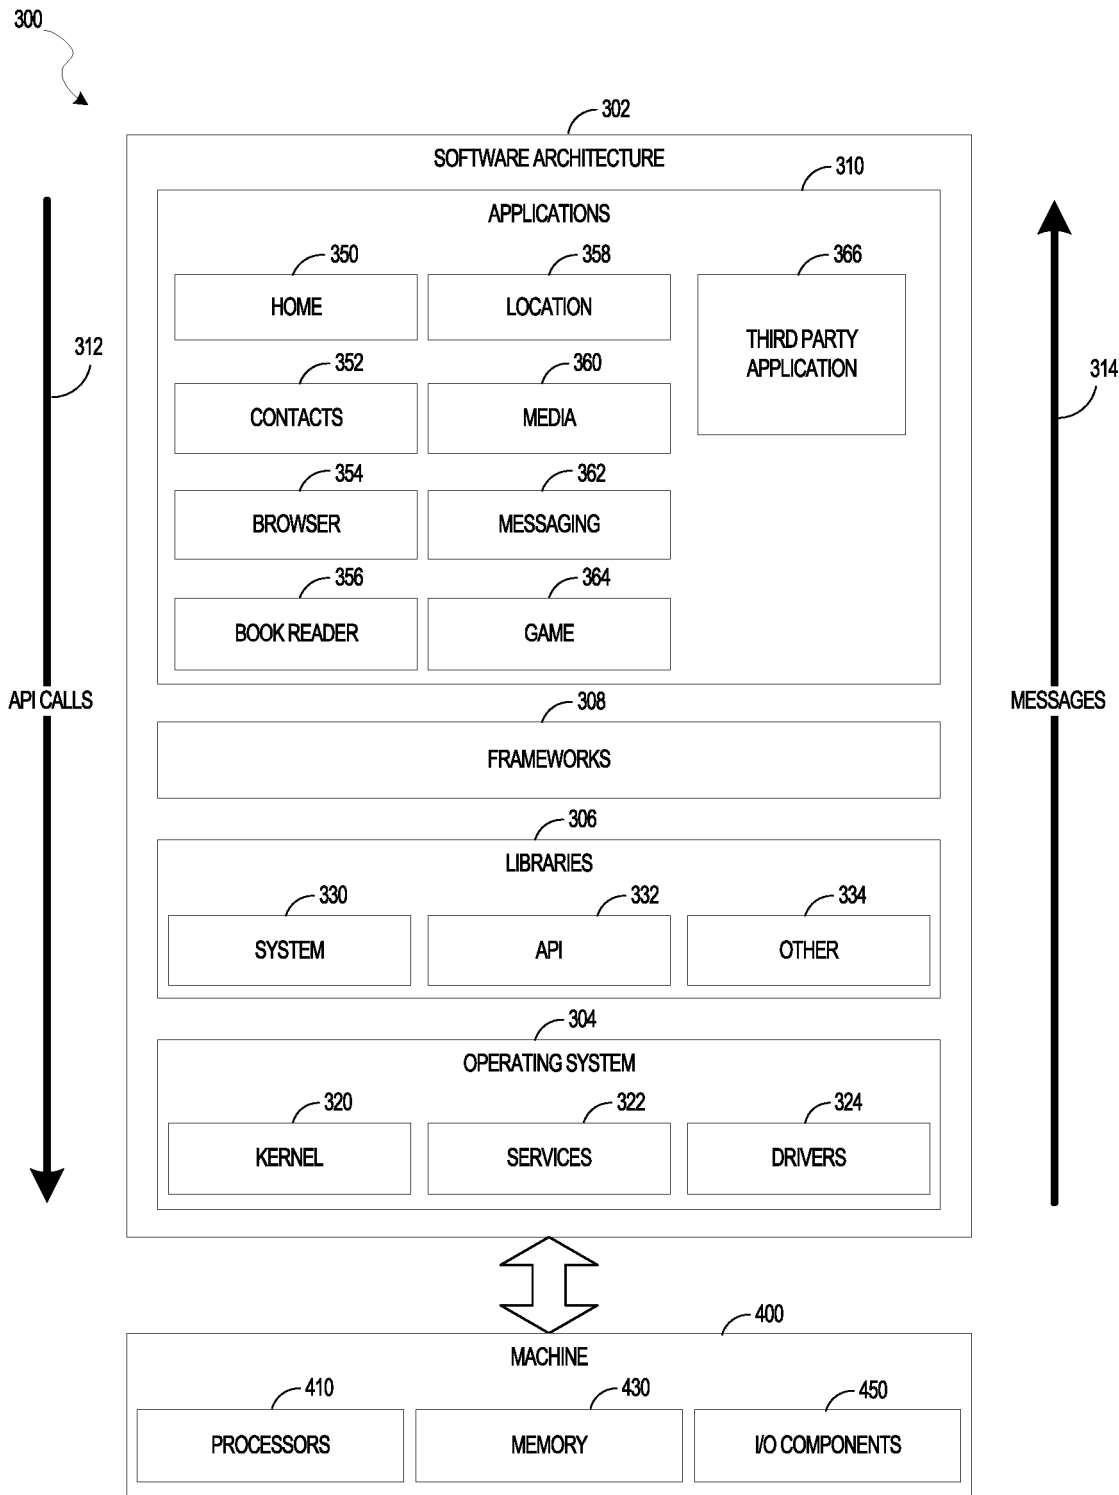 300
302
SOFTWARE ARCHITECTURE
310
APPLICATIONS
350
358
366
HOME
LOCATION
THIRD PARTY
APPLICATION
312
352
360
314
CONTACTS
MEDIA
354
362
BROWSER
MESSAGING
356
364
BOOK READER
GAME
API CALLS
MESSAGES
308
FRAMEWORKS
306
LIBRARIES
330
332
334
SYSTEM
API
OTHER
304
OPERATING SYSTEM
320
322
324
KERNEL
SERVICES
DRIVERS
400
MACHINE
410
430
450
PROCESSORS
MEMORY
I/O COMPONENTS